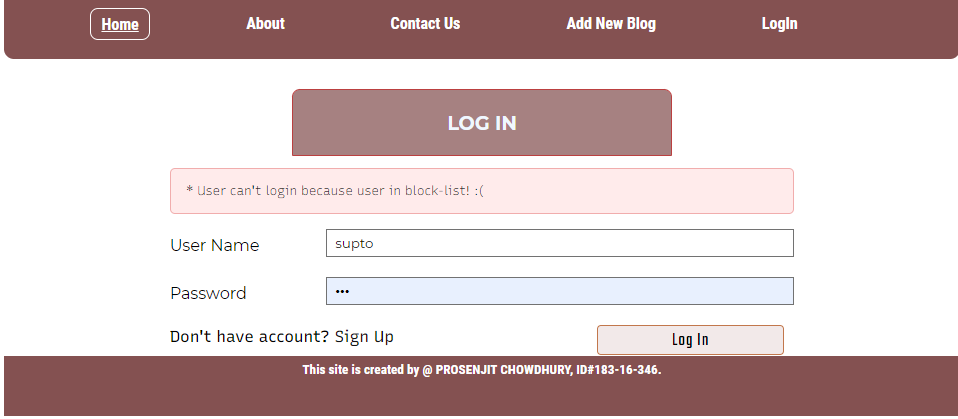 Home About Contact Us Add New Blog LogIn
LOG IN
* User can't login because user in block-list! :(
User Name supto
Password •••
Don't have account? Sign Up Log In
This site is created by @ PROSENJIT CHOWDHURY, ID#183-16-346.